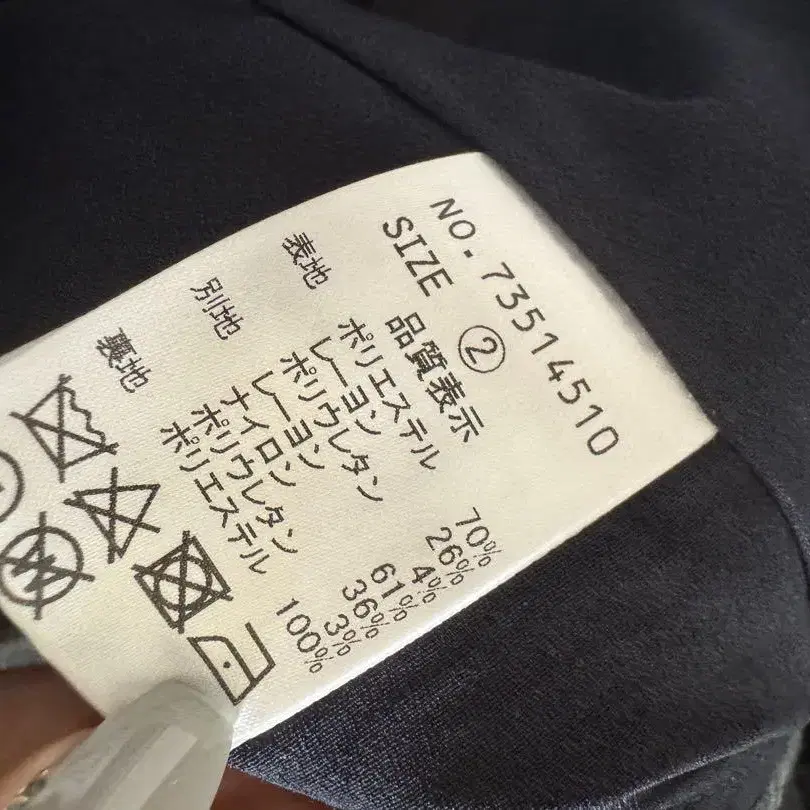 NO. 73514510
SIZE ②
品質表示
表地 ポリエステル 70%
レーヨン 26%
ポリウレタン 4%
別地 レーヨン 61%
ナイロン 36%
ポリウレタン 3%
裏地 ポリエステル 100%